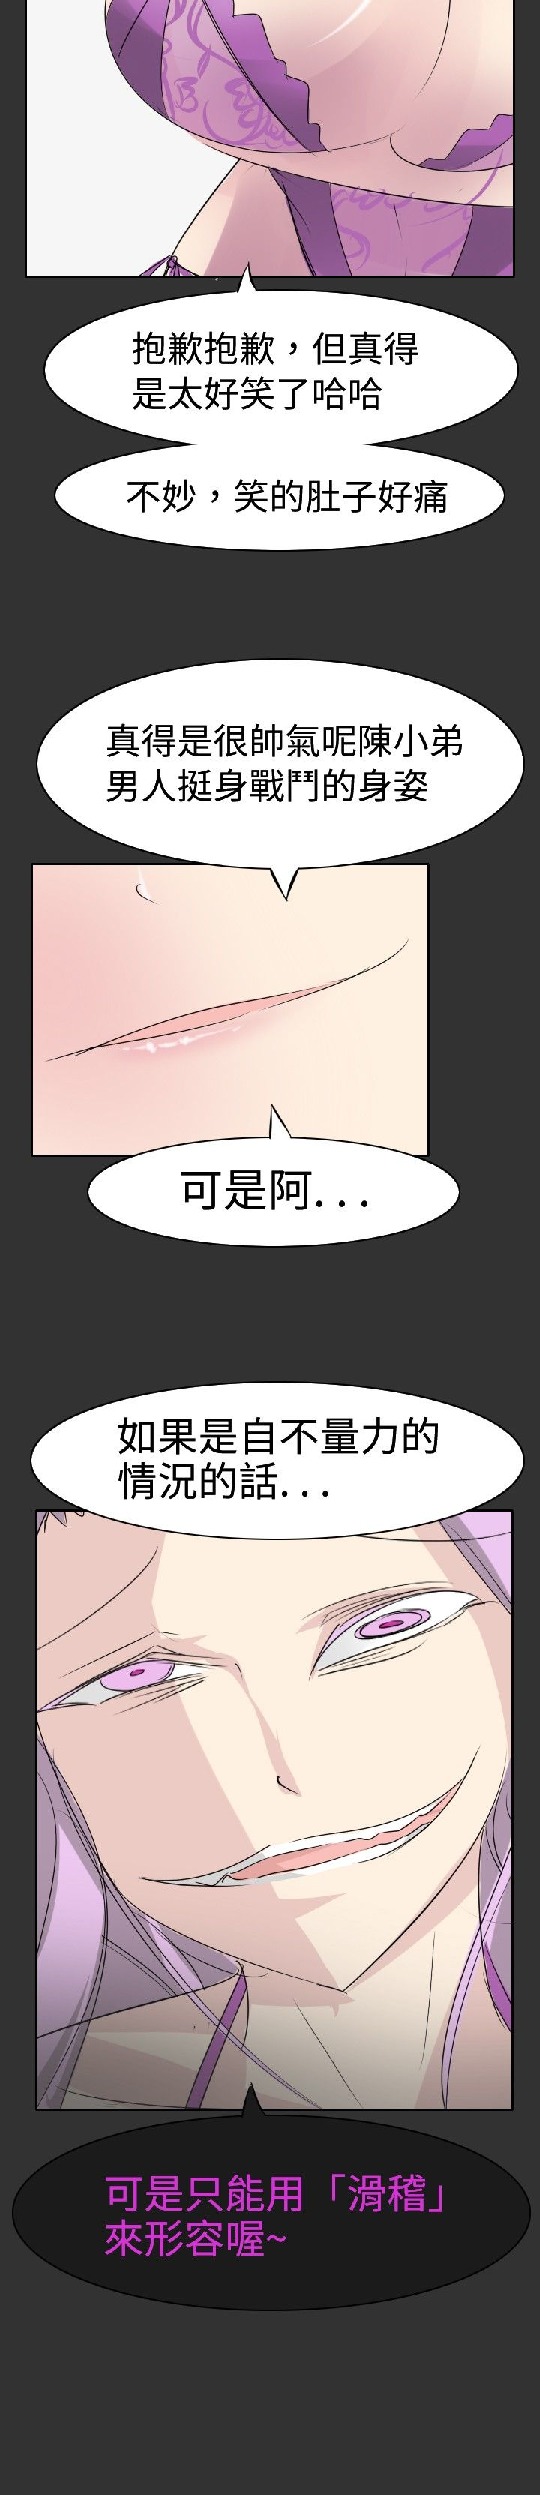 抱歉抱歉，但真得
是太好笑了哈哈
不妙，笑的肚子好痛
真得是很帥氣呢陳小弟
男人挺身戰鬥的身姿
可是阿...
如果是自不量力的
情況的話...
可是只能用「滑稽」
來形容喔~